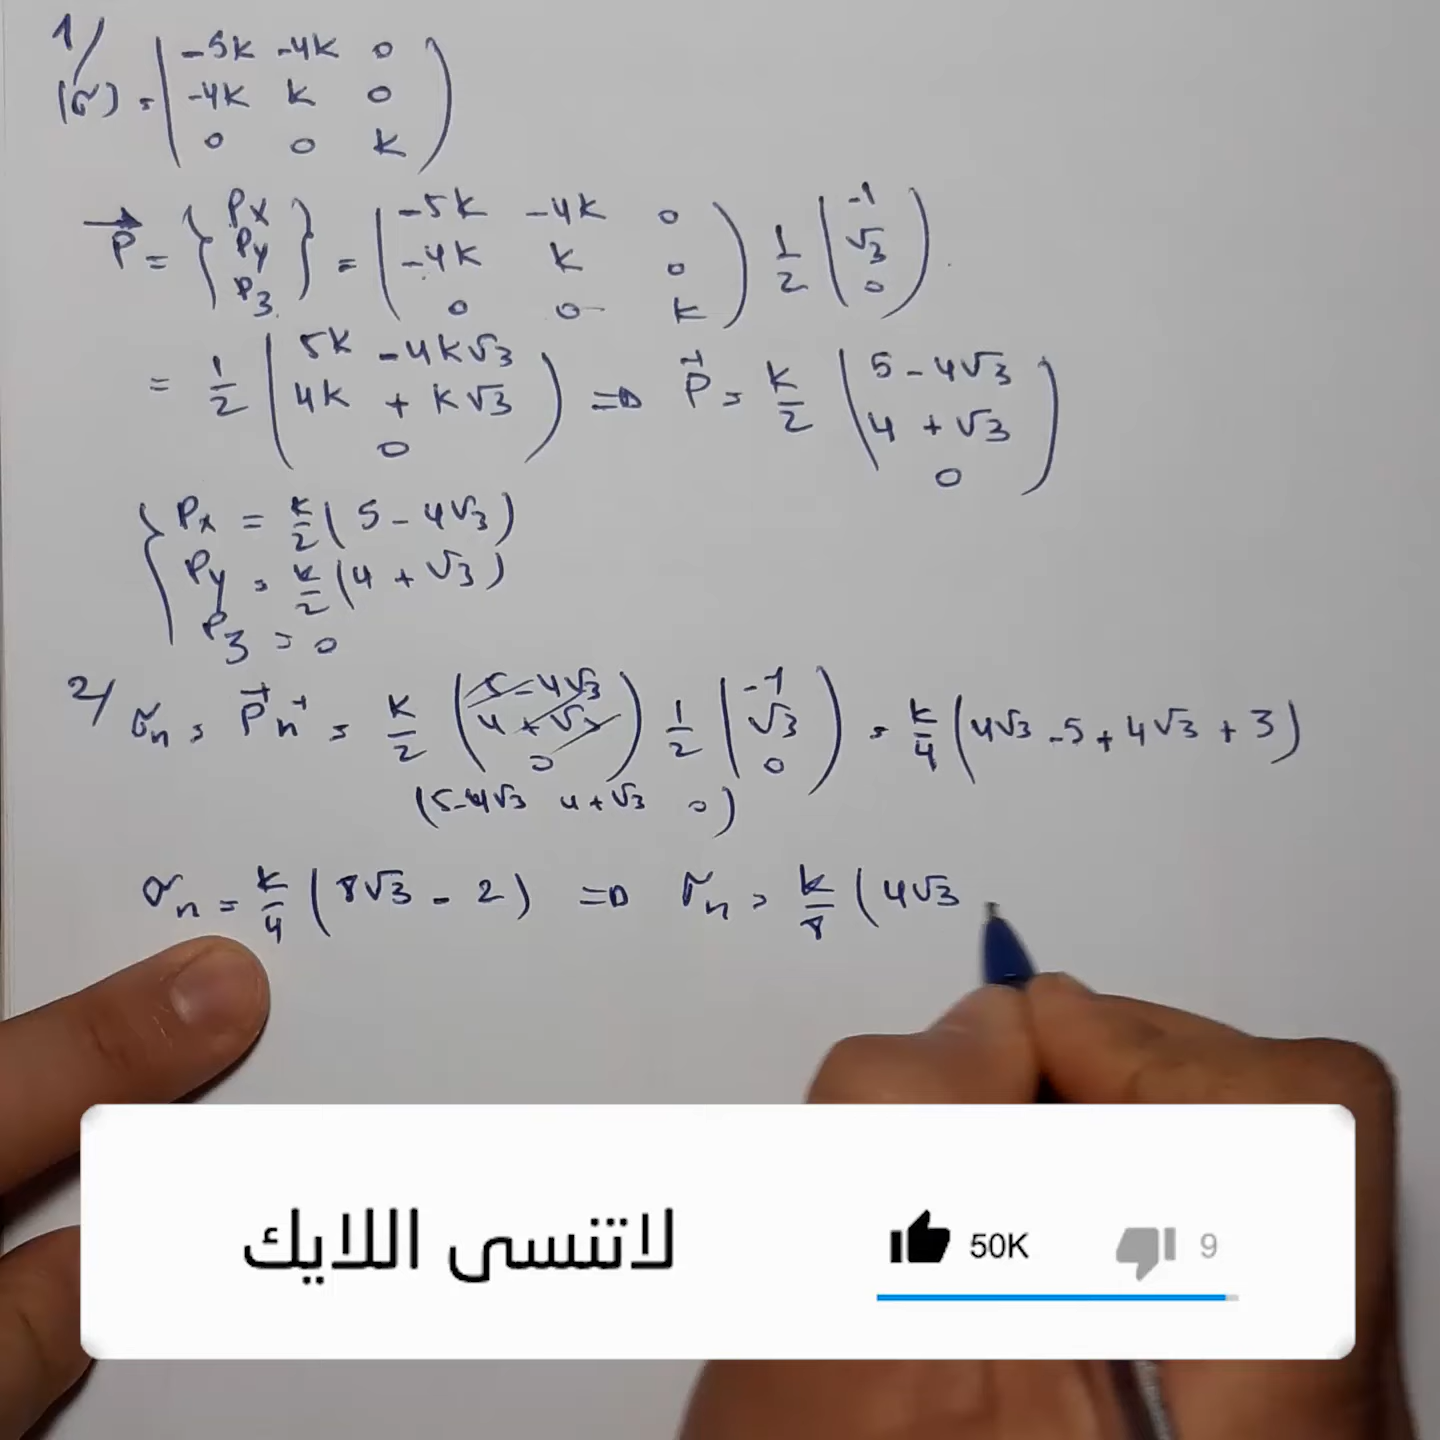 1/
(σ) = ( -5k -4k 0
-4k k 0
0 0 k )
P⃗ = { Px Py P3 } = ( -5k -4k 0
-4k k 0
0 0 k ) 1/2 ( -1 √3 0 )
= 1/2 ( 5k - 4k√3
4k + k√3
0 ) => P⃗ = k/2 ( 5 - 4√3
4 + √3
0 )
{ Px = k/2 ( 5 - 4√3 )
Py = k/2 ( 4 + √3 )
P3 = 0
2/ σn = P⃗ n⃗ = k/2 ( 5 - 4√3 4 + √3 0 ) 1/2 ( -1 √3 0 ) = k/4 ( 4√3 - 5 + 4√3 + 3 )
( 5 - 4√3 4 + √3 0 )
σn = k/4 ( 8√3 - 2 ) => σn = k/8 ( 4√3
لاتنسى اللايك
50K
9